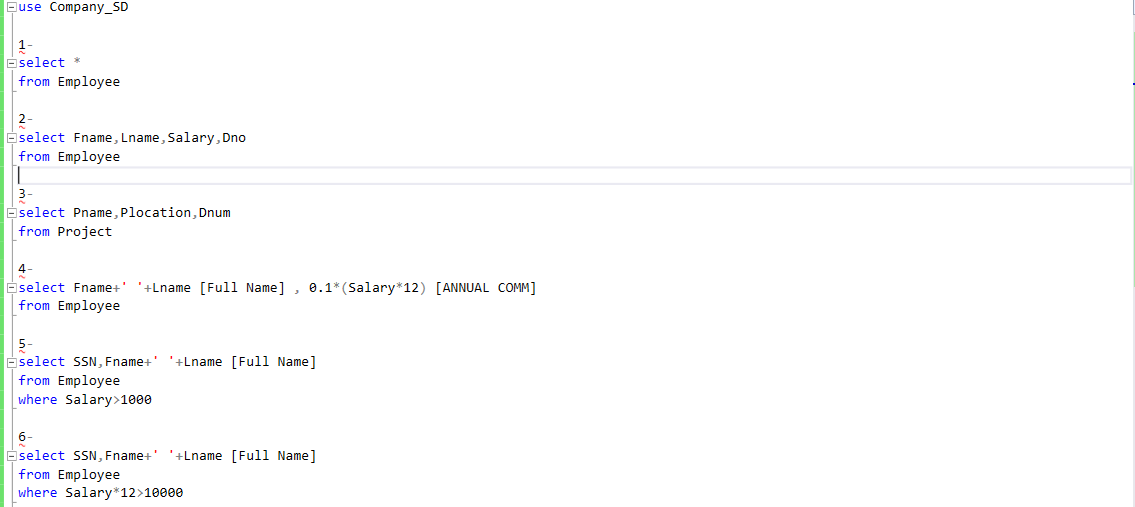 use Company_SD
1-
select *
from Employee
2-
select Fname,Lname,Salary,Dno
from Employee
3-
select Pname,Plocation,Dnum
from Project
4-
select Fname+' '+Lname [Full Name] , 0.1*(Salary*12) [ANNUAL COMM]
from Employee
5-
select SSN,Fname+' '+Lname [Full Name]
from Employee
where Salary>1000
6-
select SSN,Fname+' '+Lname [Full Name]
from Employee
where Salary*12>10000